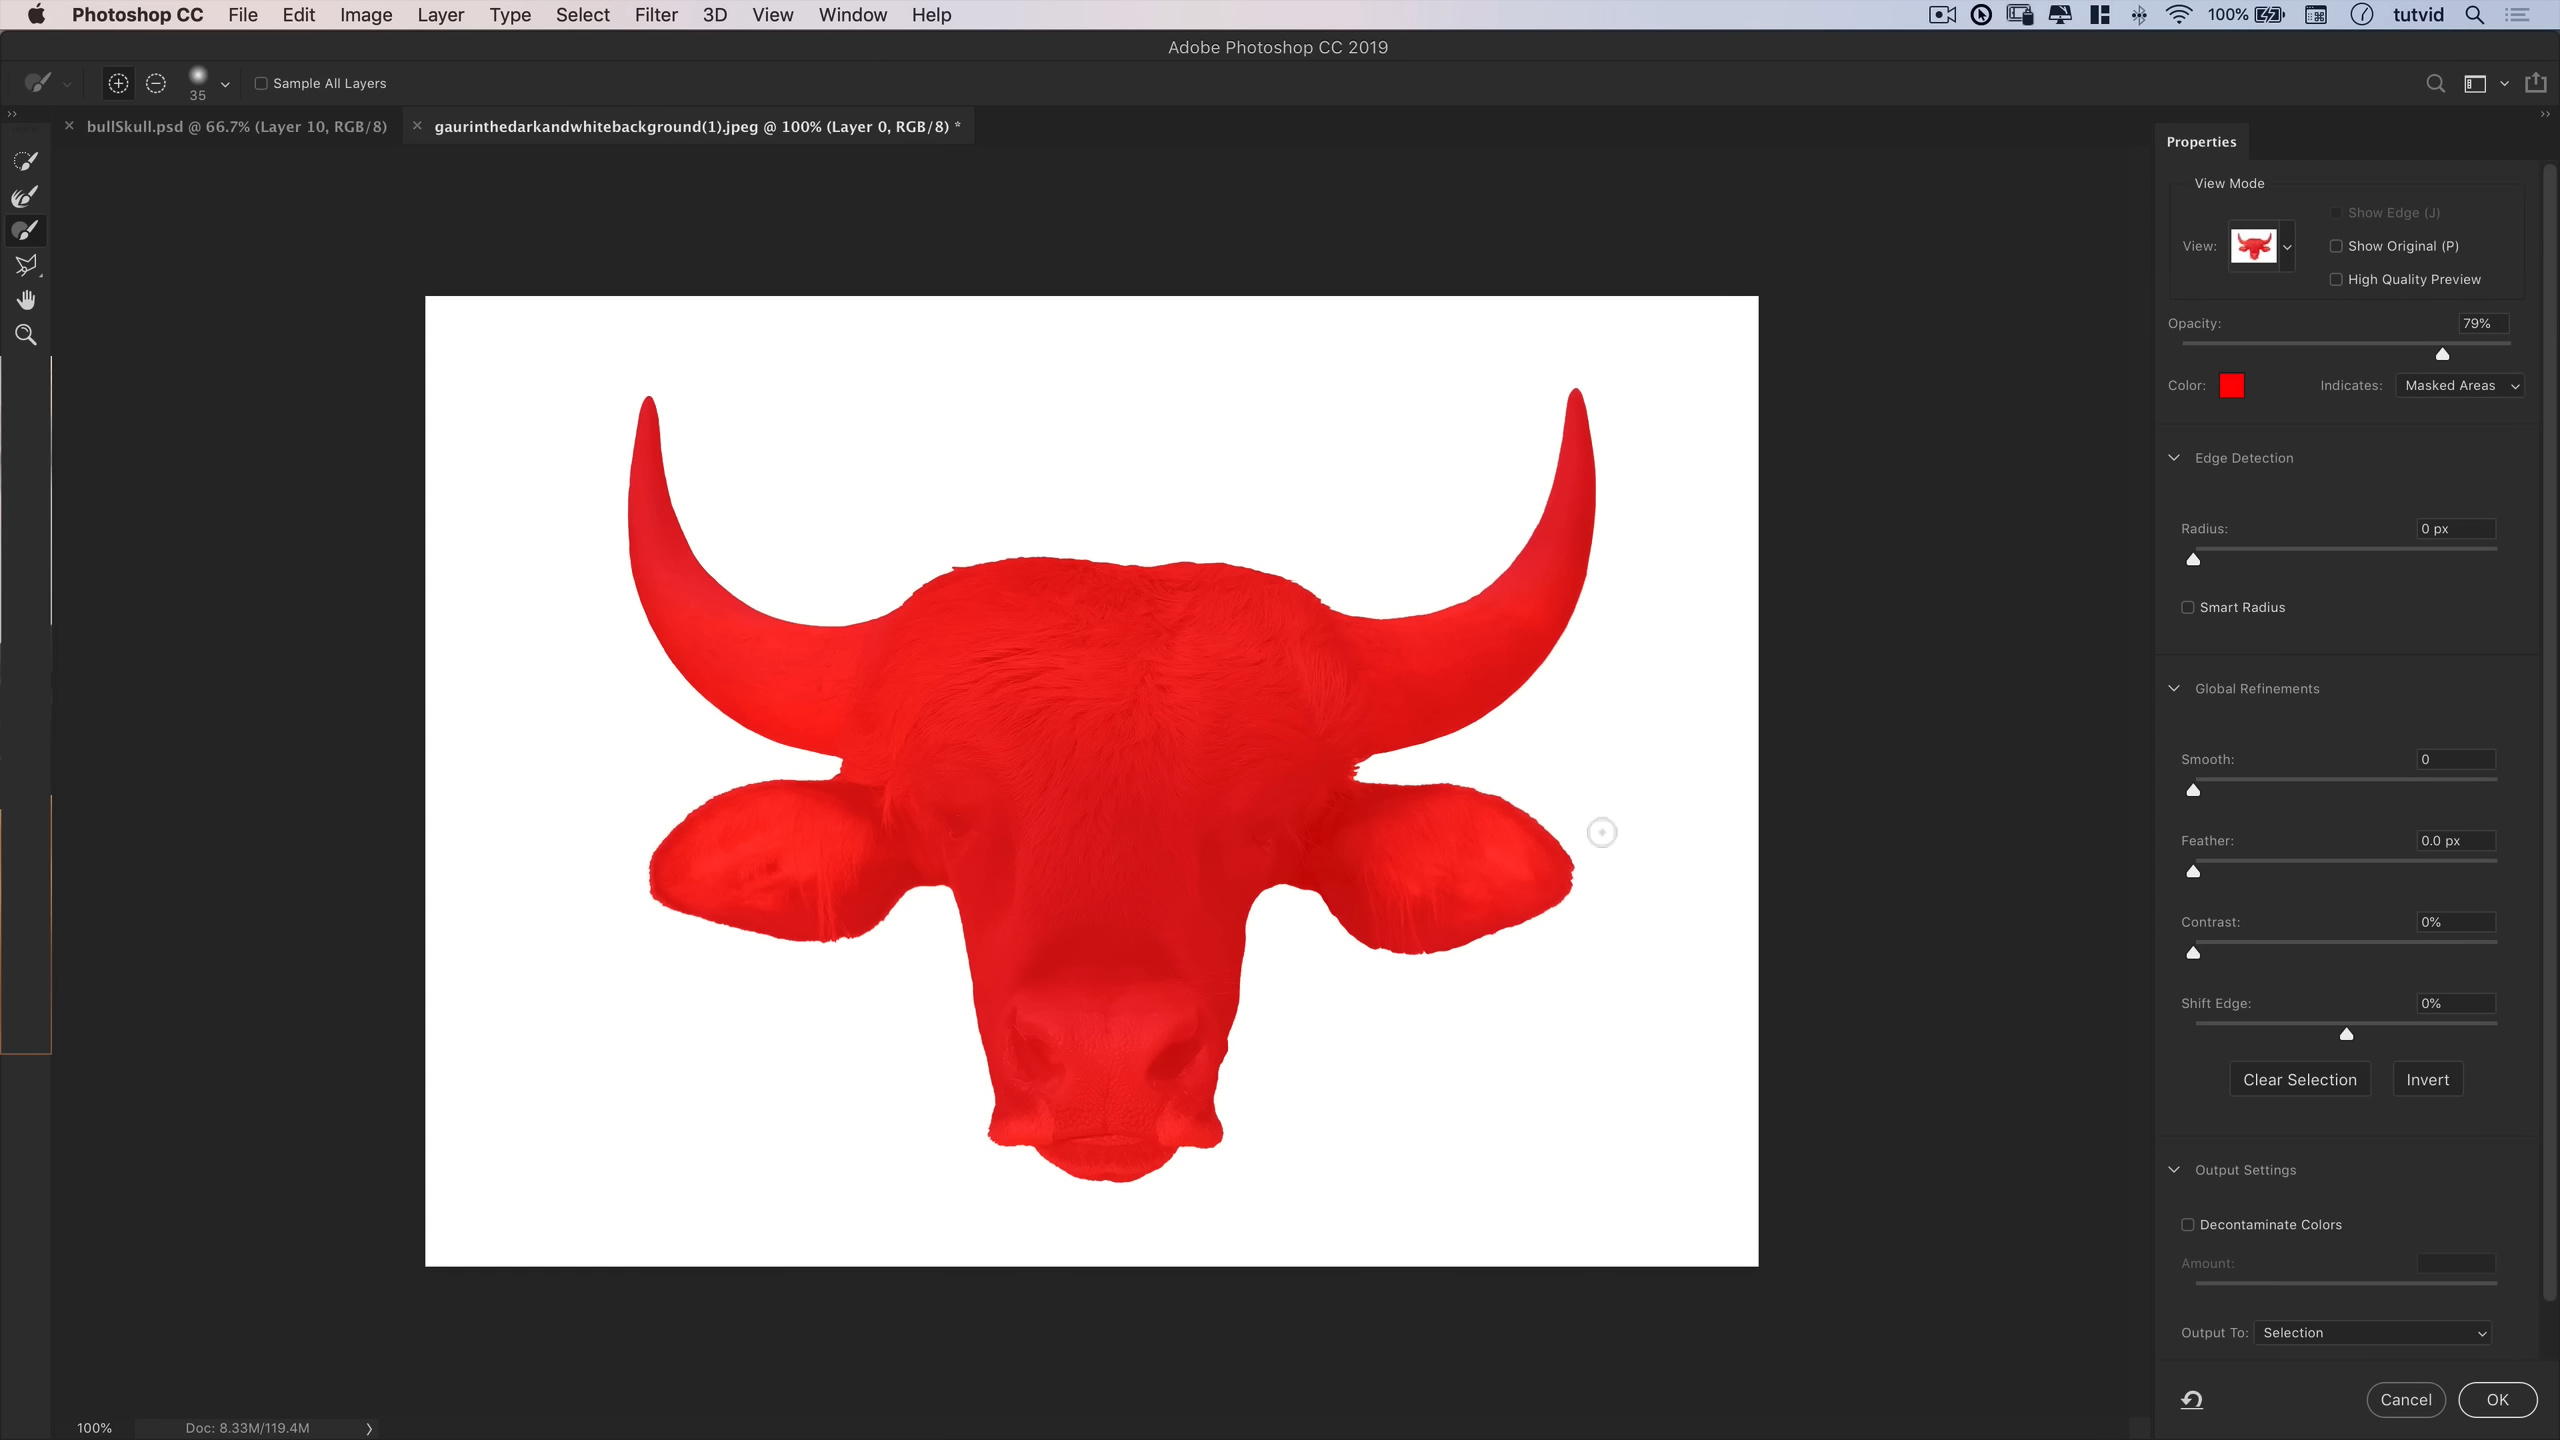 Photoshop CC File Edit Image Layer Type Select Filter 3D View Window Help 100% tutvid
Adobe Photoshop CC 2019
35 Sample All Layers
bullSkull.psd @ 66.7% (Layer 10, RGB/8) gaurinthedarkandwhitebackground(1).jpeg @ 100% (Layer 0, RGB/8) *
Properties
View Mode
Show Edge (J)
View: Show Original (P)
High Quality Preview
Opacity: 79%
Color: Indicates: Masked Areas
Edge Detection
Radius: 0 px
Smart Radius
Global Refinements
Smooth: 0
Feather: 0.0 px
Contrast: 0%
Shift Edge: 0%
Clear Selection Invert
Output Settings
Decontaminate Colors
Amount:
Output To: Selection
Cancel OK
100% Doc: 8.33M/119.4M